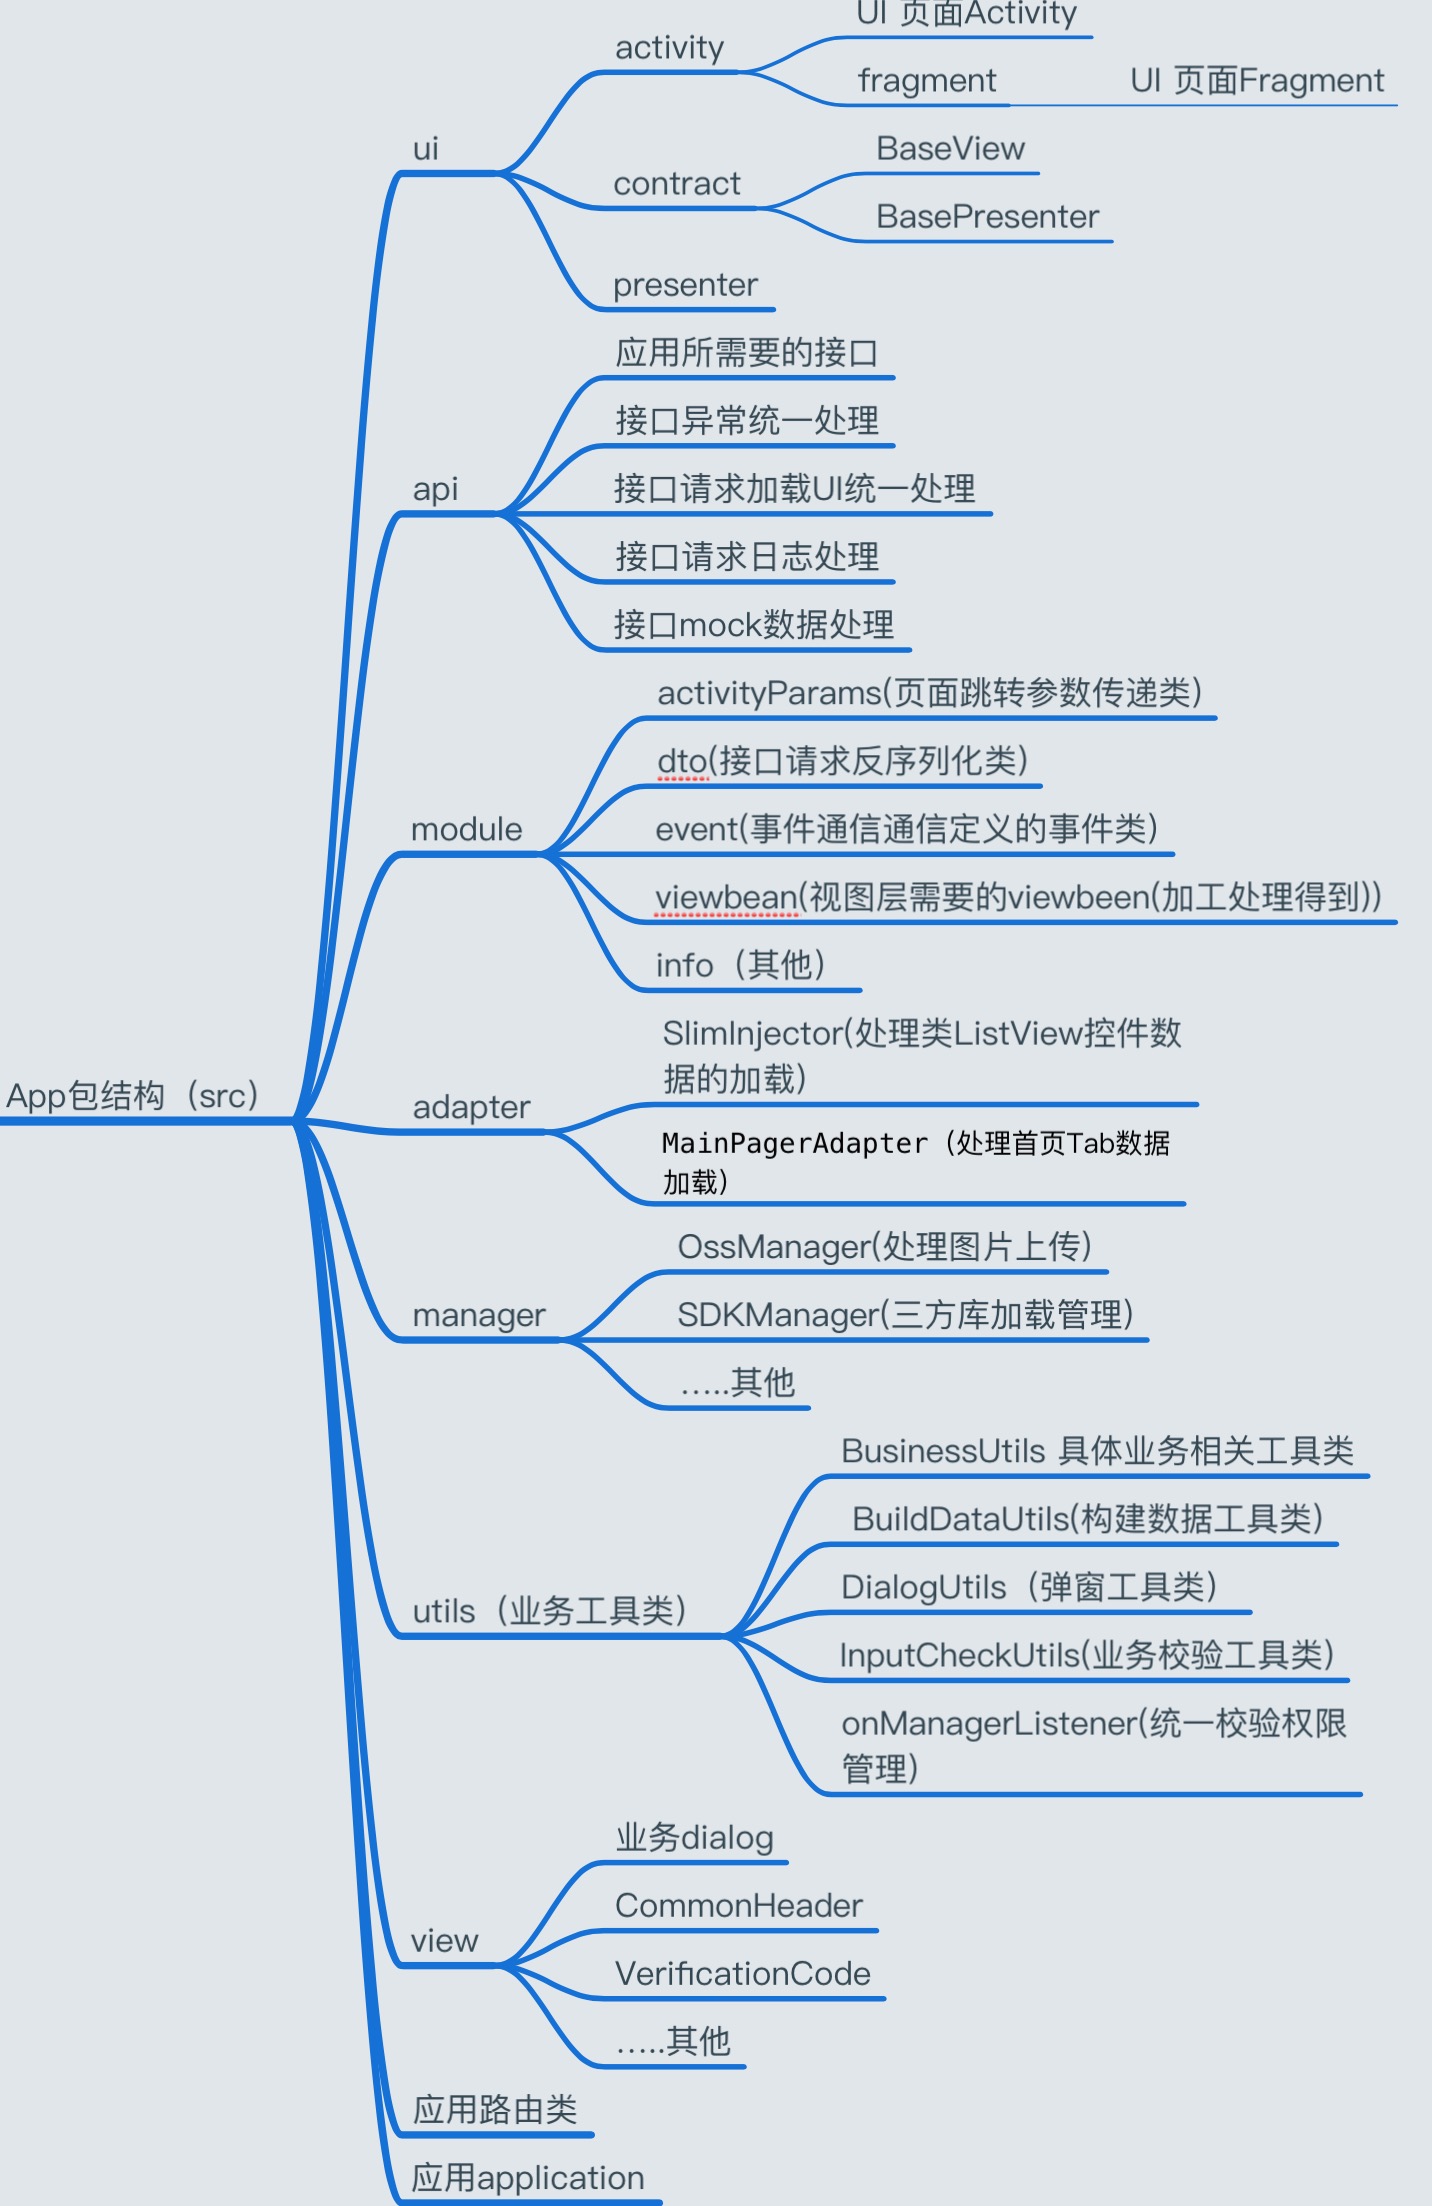 UI 页面Activity
activity
fragment
UI 页面Fragment
ui
BaseView
contract
BasePresenter
presenter
应用所需要的接口
接口异常统一处理
api
接口请求加载UI统一处理
接口请求日志处理
接口mock数据处理
activityParams(页面跳转参数传递类)
dto(接口请求反序列化类)
module
event(事件通信通信定义的事件类)
viewbean(视图层需要的viewbeen(加工处理得到))
info（其他）
SlimInjector(处理类ListView控件数
据的加载)
App包结构（src）
adapter
MainPagerAdapter（处理首页Tab数据
加载）
OssManager(处理图片上传)
manager
SDKManager(三方库加载管理)
.....其他
BusinessUtils 具体业务相关工具类
BuildDataUtils(构建数据工具类)
DialogUtils（弹窗工具类）
utils（业务工具类）
InputCheckUtils(业务校验工具类)
onManagerListener(统一校验权限
管理)
业务dialog
CommonHeader
view
VerificationCode
.....其他
应用路由类
应用application